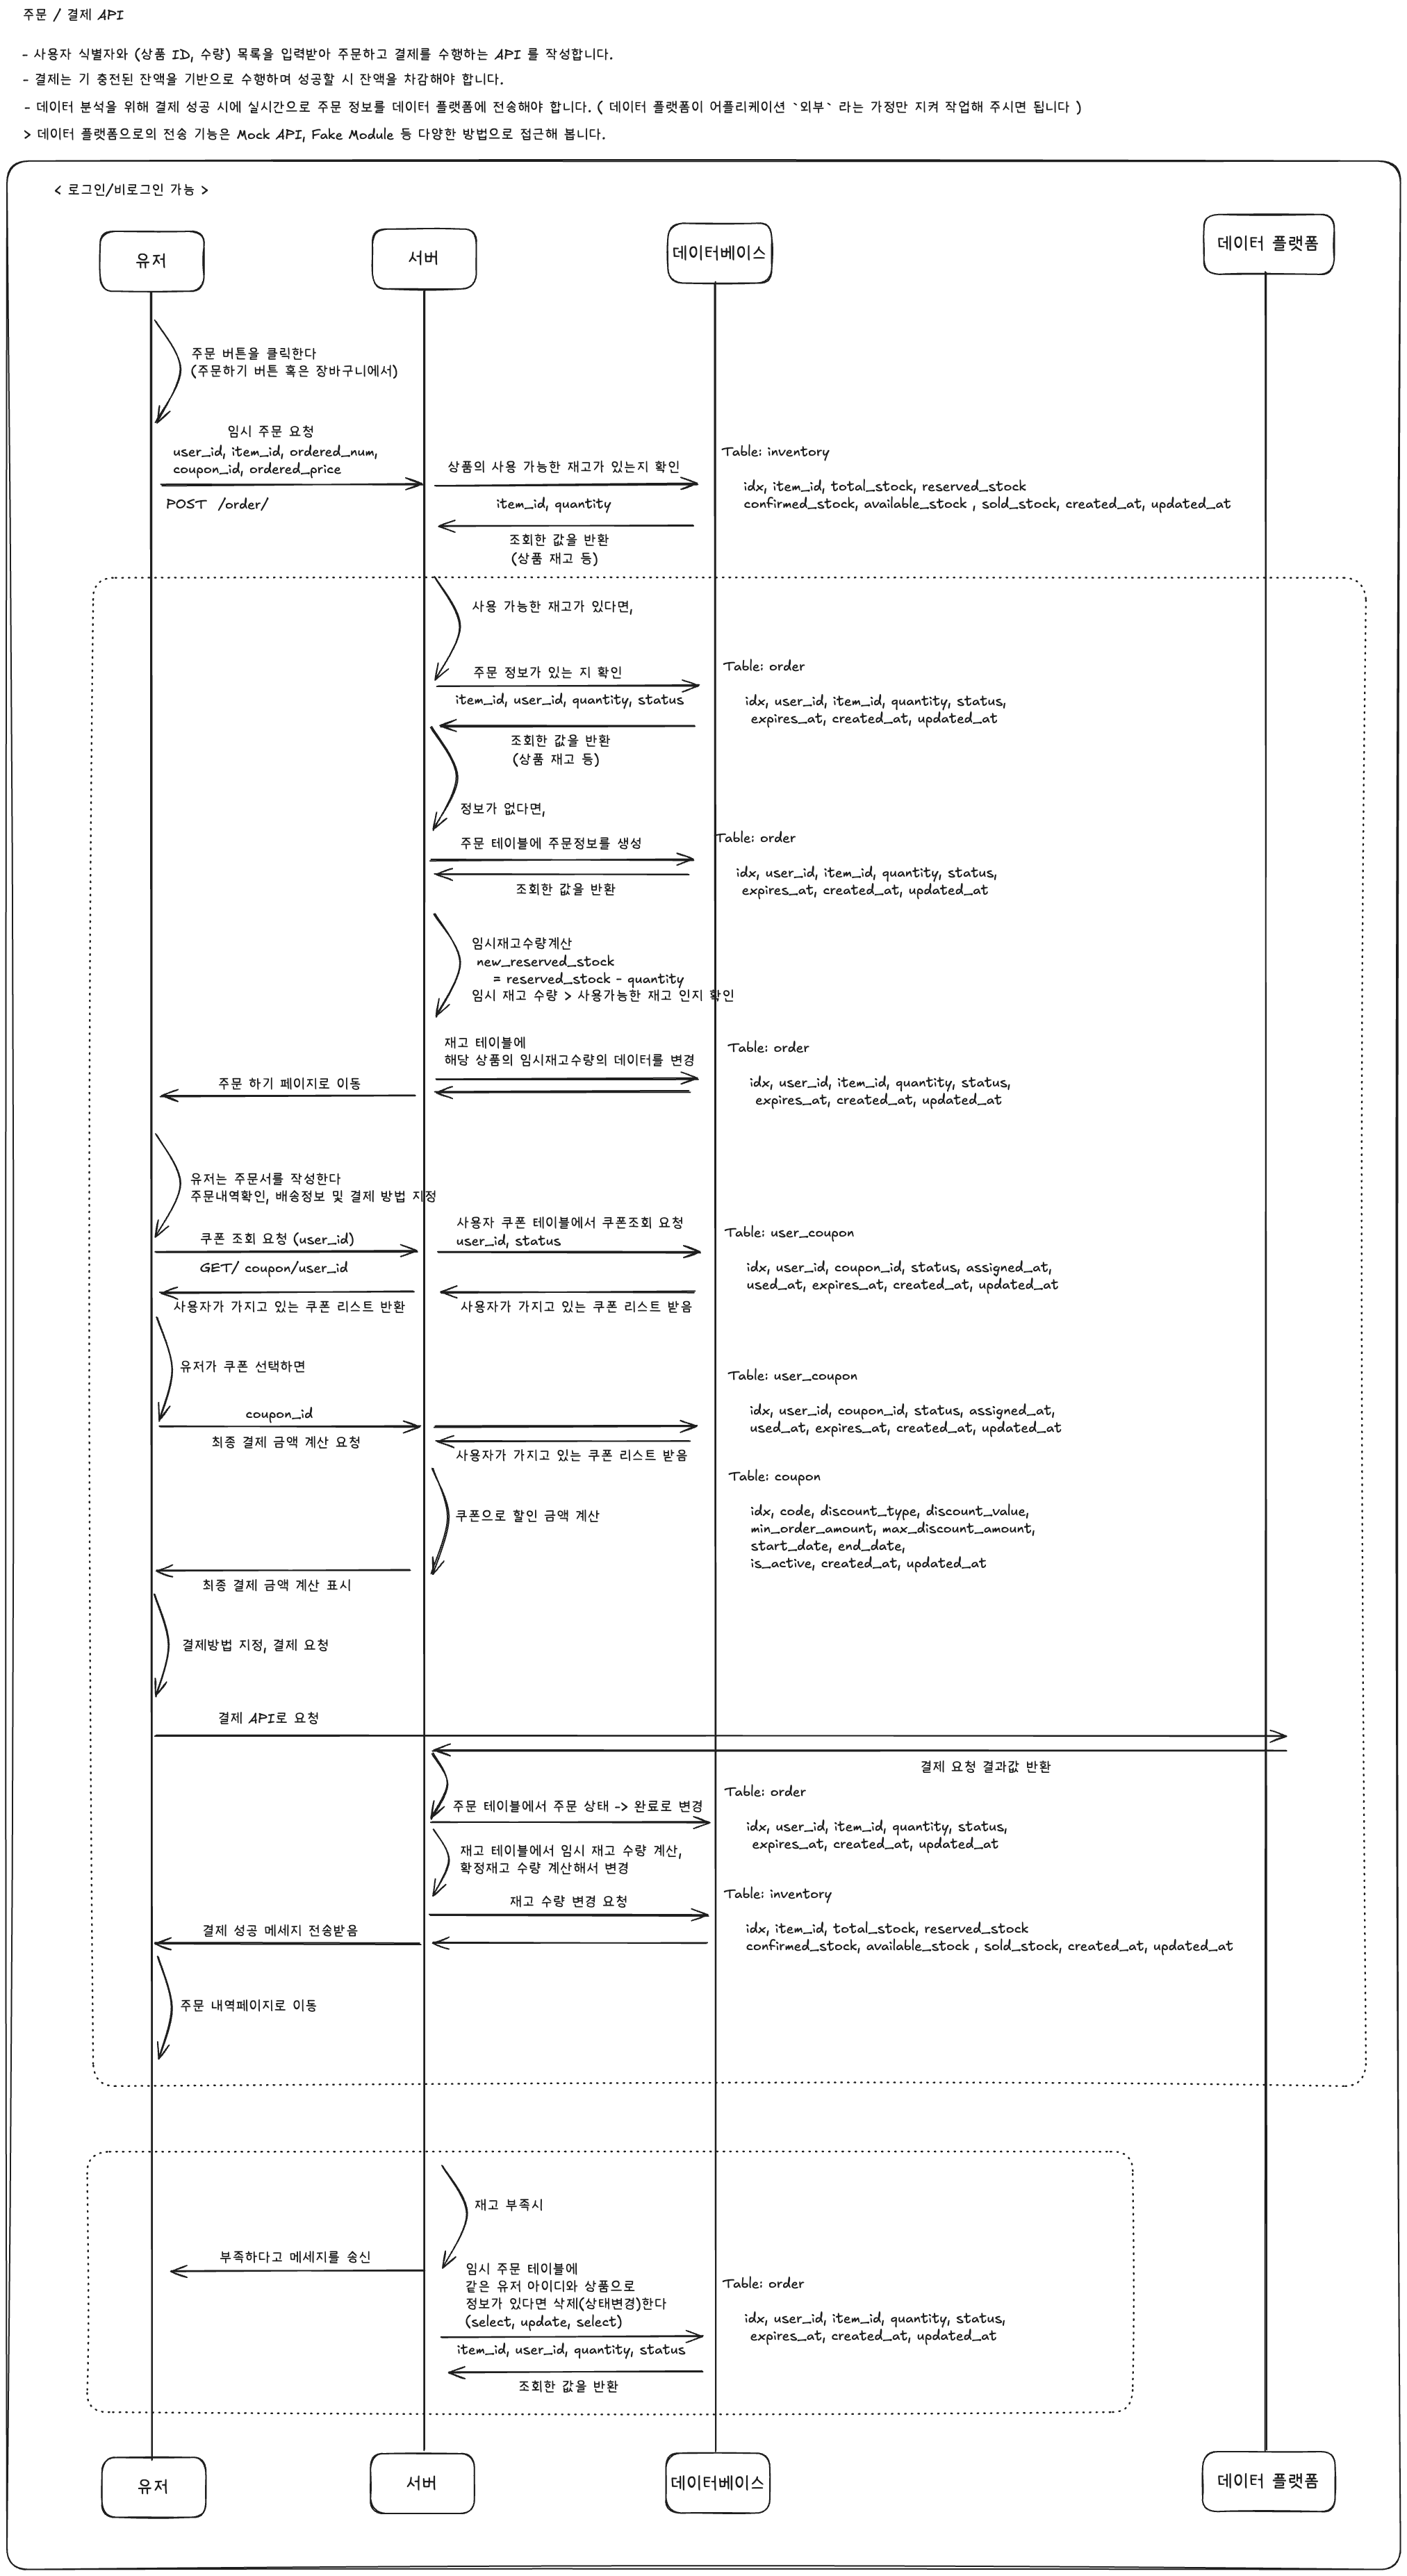 주문 / 결제 API
- 사용자 식별자와 (상품 ID, 수량) 목록을 입력받아 주문하고 결제를 수행하는 API 를 작성합니다.
- 결제는 기 충전된 잔액을 기반으로 수행하며 성공할 시 잔액을 차감해야 합니다.
- 데이터 분석을 위해 결제 성공 시에 실시간으로 주문 정보를 데이터 플랫폼에 전송해야 합니다. ( 데이터 플랫폼이 어플리케이션 `외부` 라는 가정만 지켜 작업해 주시면 됩니다 )
> 데이터 플랫폼으로의 전송 기능은 Mock API, Fake Module 등 다양한 방법으로 접근해 봅니다.
< 로그인/비로그인 가능 >
유저
서버
데이터베이스
데이터 플랫폼
주문 버튼을 클릭한다
(주문하기 버튼 혹은 장바구니에서)
임시 주문 요청
user_id, item_id, ordered_num,
coupon_id, ordered_price
POST /order/
상품의 사용 가능한 재고가 있는지 확인
item_id, quantity
조회한 값을 반환
(상품 재고 등)
Table: inventory
idx, item_id, total_stock, reserved_stock
confirmed_stock, available_stock , sold_stock, created_at, updated_at
사용 가능한 재고가 있다면,
주문 정보가 있는 지 확인
item_id, user_id, quantity, status
조회한 값을 반환
(상품 재고 등)
Table: order
idx, user_id, item_id, quantity, status,
expires_at, created_at, updated_at
정보가 없다면,
주문 테이블에 주문정보를 생성
조회한 값을 반환
Table: order
idx, user_id, item_id, quantity, status,
expires_at, created_at, updated_at
임시재고수량계산
new_reserved_stock
= reserved_stock - quantity
임시 재고 수량 > 사용가능한 재고 인지 확인
재고 테이블에
해당 상품의 임시재고수량의 데이터를 변경
Table: order
idx, user_id, item_id, quantity, status,
expires_at, created_at, updated_at
주문 하기 페이지로 이동
유저는 주문서를 작성한다
주문내역확인, 배송정보 및 결제 방법 지정
쿠폰 조회 요청 (user_id)
GET/ coupon/user_id
사용자가 가지고 있는 쿠폰 리스트 반환
사용자 쿠폰 테이블에서 쿠폰조회 요청
user_id, status
사용자가 가지고 있는 쿠폰 리스트 받음
Table: user_coupon
idx, user_id, coupon_id, status, assigned_at,
used_at, expires_at, created_at, updated_at
유저가 쿠폰 선택하면
coupon_id
최종 결제 금액 계산 요청
사용자가 가지고 있는 쿠폰 리스트 받음
Table: user_coupon
idx, user_id, coupon_id, status, assigned_at,
used_at, expires_at, created_at, updated_at
Table: coupon
idx, code, discount_type, discount_value,
min_order_amount, max_discount_amount,
start_date, end_date,
is_active, created_at, updated_at
쿠폰으로 할인 금액 계산
최종 결제 금액 계산 표시
결제방법 지정, 결제 요청
결제 API로 요청
결제 요청 결과값 반환
주문 테이블에서 주문 상태 -> 완료로 변경
Table: order
idx, user_id, item_id, quantity, status,
expires_at, created_at, updated_at
재고 테이블에서 임시 재고 수량 계산,
확정재고 수량 계산해서 변경
재고 수량 변경 요청
Table: inventory
idx, item_id, total_stock, reserved_stock
confirmed_stock, available_stock , sold_stock, created_at, updated_at
결제 성공 메세지 전송받음
주문 내역페이지로 이동
재고 부족시
부족하다고 메세지를 송신
임시 주문 테이블에
같은 유저 아이디와 상품으로
정보가 있다면 삭제(상태변경)한다
(select, update, select)
item_id, user_id, quantity, status
조회한 값을 반환
Table: order
idx, user_id, item_id, quantity, status,
expires_at, created_at, updated_at
유저
서버
데이터베이스
데이터 플랫폼